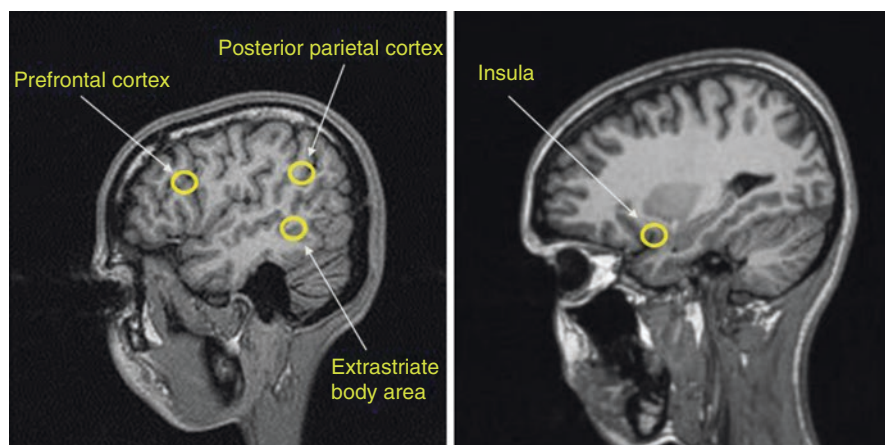 Posterior parietal cortex
Prefrontal cortex
Insula
Extrastriate
body area